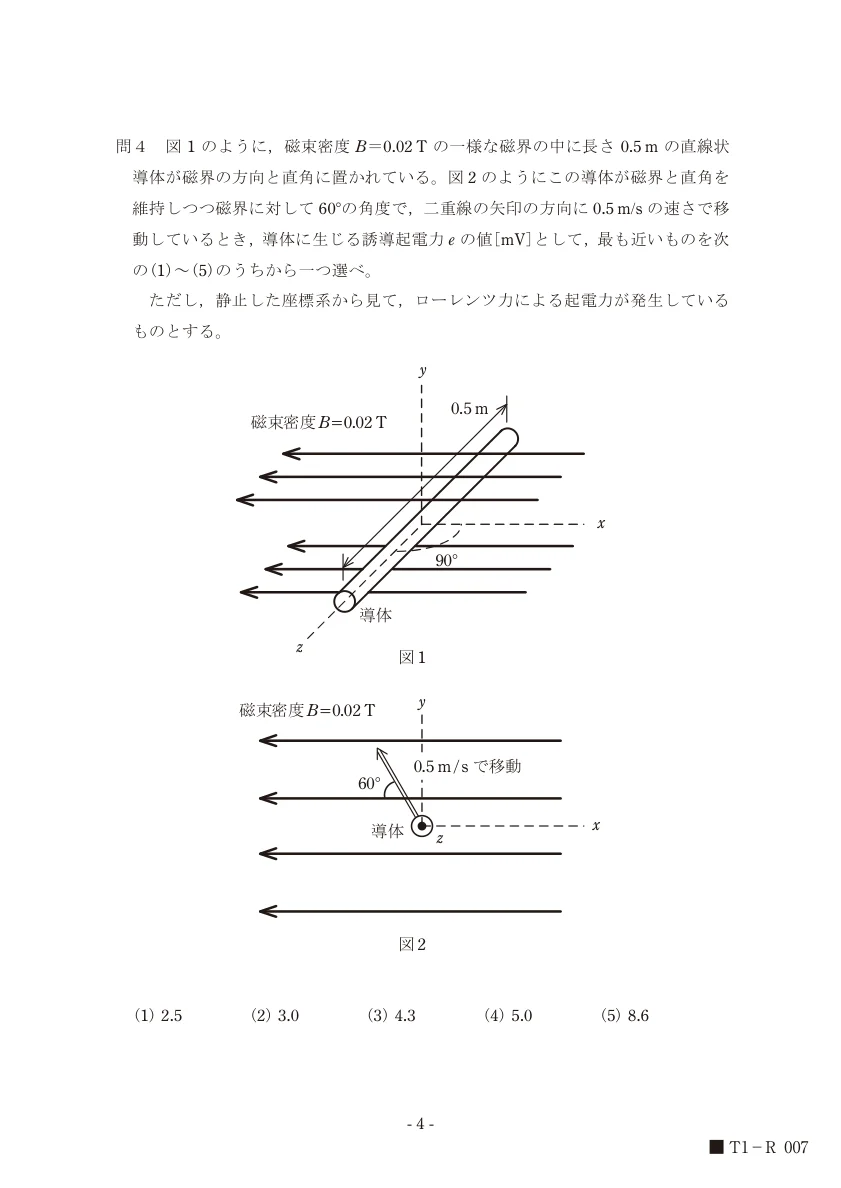 問4 図1のように，磁束密度 B=0.02 T の一様な磁界の中に長さ 0.5 m の直線状
導体が磁界の方向と直角に置かれている。図2のようにこの導体が磁界と直角を
維持しつつ磁界に対して 60°の角度で，二重線の矢印の方向に 0.5 m/s の速さで移
動しているとき，導体に生じる誘導起電力 e の値[mV]として，最も近いものを次
の(1)～(5)のうちから一つ選べ。
ただし，静止した座標系から見て，ローレンツ力による起電力が発生している
ものとする。
y
0.5 m
磁束密度B=0.02 T
x
90°
導体
z
図1
y
磁束密度B=0.02 T
0.5 m/s で移動
60°
導体
x
z
図2
(1) 2.5 (2) 3.0 (3) 4.3 (4) 5.0 (5) 8.6
- 4 -
■ T1－R 007